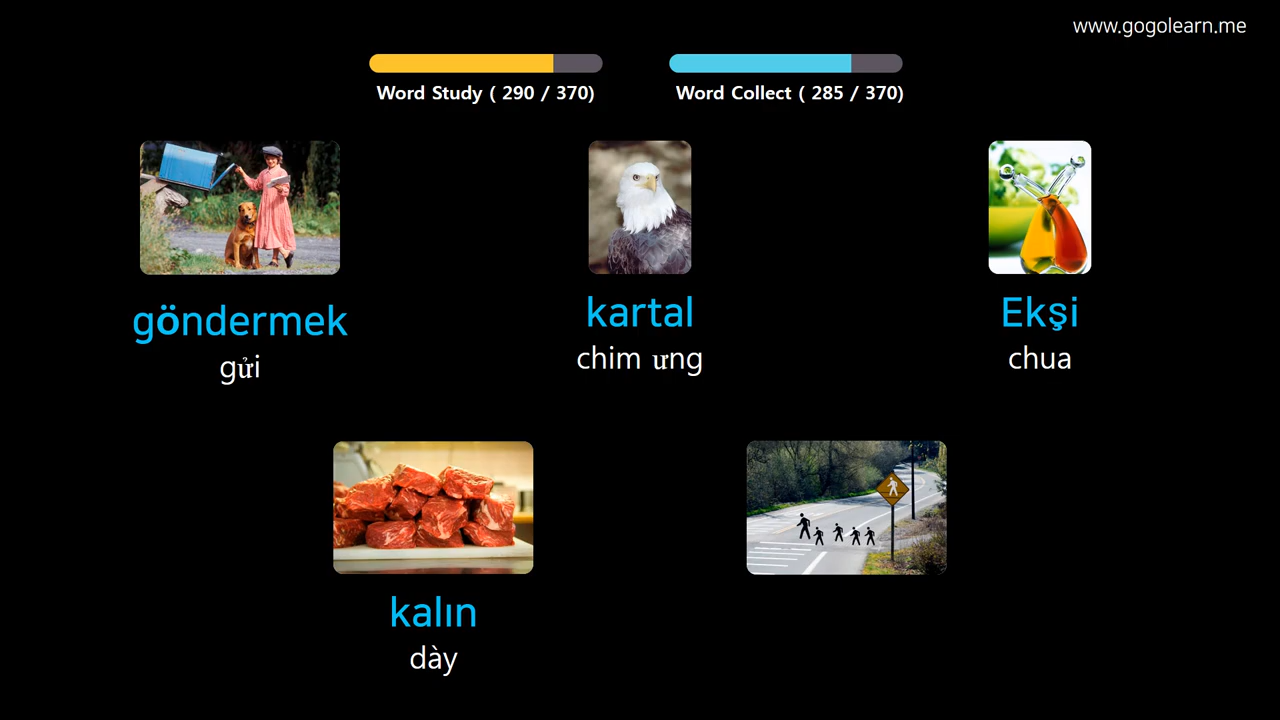 www.gogolearn.me
Word Study ( 290 / 370)
Word Collect ( 285 / 370)
göndermek
gửi
kartal
chim ưng
Ekşi
chua
kalın
dày